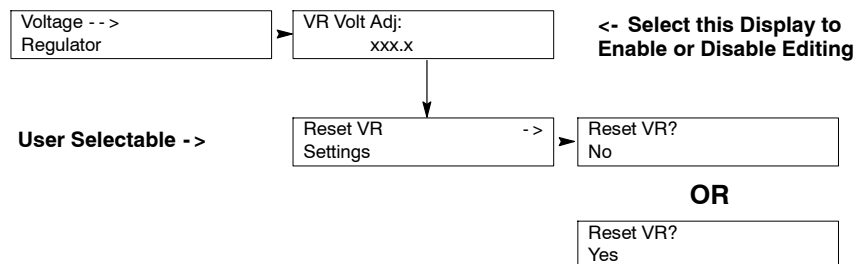 Voltage - - >
Regulator
VR Volt Adj:
xxx.x
<- Select this Display to
Enable or Disable Editing
User Selectable - >
Reset VR - >
Settings
Reset VR?
No
OR
Reset VR?
Yes